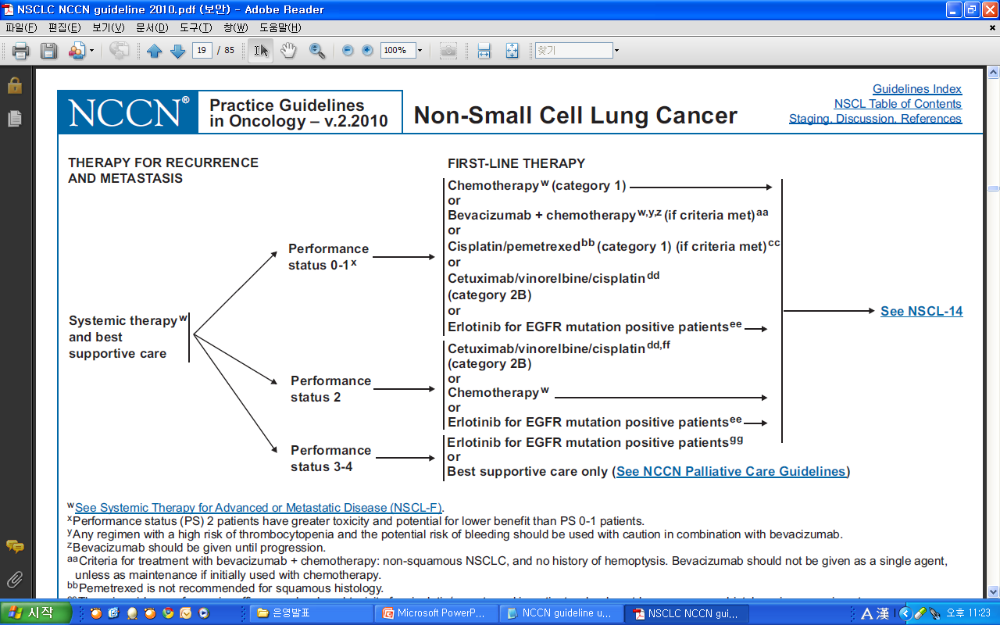 NSCLC NCCN guideline 2010.pdf (보안) - Adobe Reader
파일(F) 편집(E) 보기(V) 문서(D) 도구(T) 창(W) 도움말(H)
19 / 85 100% 찾기
NCCN® Practice Guidelines in Oncology – v.2.2010
Non-Small Cell Lung Cancer
Guidelines Index
NSCL Table of Contents
Staging, Discussion, References
THERAPY FOR RECURRENCE
AND METASTASIS
Systemic therapy w
and best
supportive care
Performance
status 0-1 x
Performance
status 2
Performance
status 3-4
FIRST-LINE THERAPY
Chemotherapy w (category 1)
or
Bevacizumab + chemotherapy w,y,z (if criteria met) aa
or
Cisplatin/pemetrexed bb (category 1) (if criteria met) cc
or
Cetuximab/vinorelbine/cisplatin dd
(category 2B)
or
Erlotinib for EGFR mutation positive patients ee
Cetuximab/vinorelbine/cisplatin dd,ff
(category 2B)
or
Chemotherapy w
or
Erlotinib for EGFR mutation positive patients ee
Erlotinib for EGFR mutation positive patients gg
or
Best supportive care only (See NCCN Palliative Care Guidelines)
See NSCL-14
w See Systemic Therapy for Advanced or Metastatic Disease (NSCL-F).
x Performance status (PS) 2 patients have greater toxicity and potential for lower benefit than PS 0-1 patients.
y Any regimen with a high risk of thrombocytopenia and the potential risk of bleeding should be used with caution in combination with bevacizumab.
z Bevacizumab should be given until progression.
aa Criteria for treatment with bevacizumab + chemotherapy: non-squamous NSCLC, and no history of hemoptysis. Bevacizumab should not be given as a single agent,
unless as maintenance if initially used with chemotherapy.
bb Pemetrexed is not recommended for squamous histology.
시작 은영발표 Microsoft PowerP... NCCN guideline u... NSCLC NCCN gui... A 漢 오후 11:23